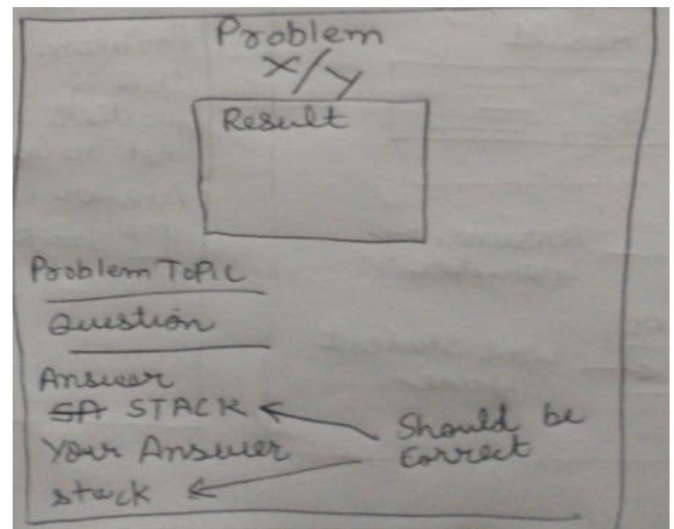 Problem
X/Y
Result
Problem Topic
Question
Answer
SA STACK
Your Answer
stack
Should be
correct